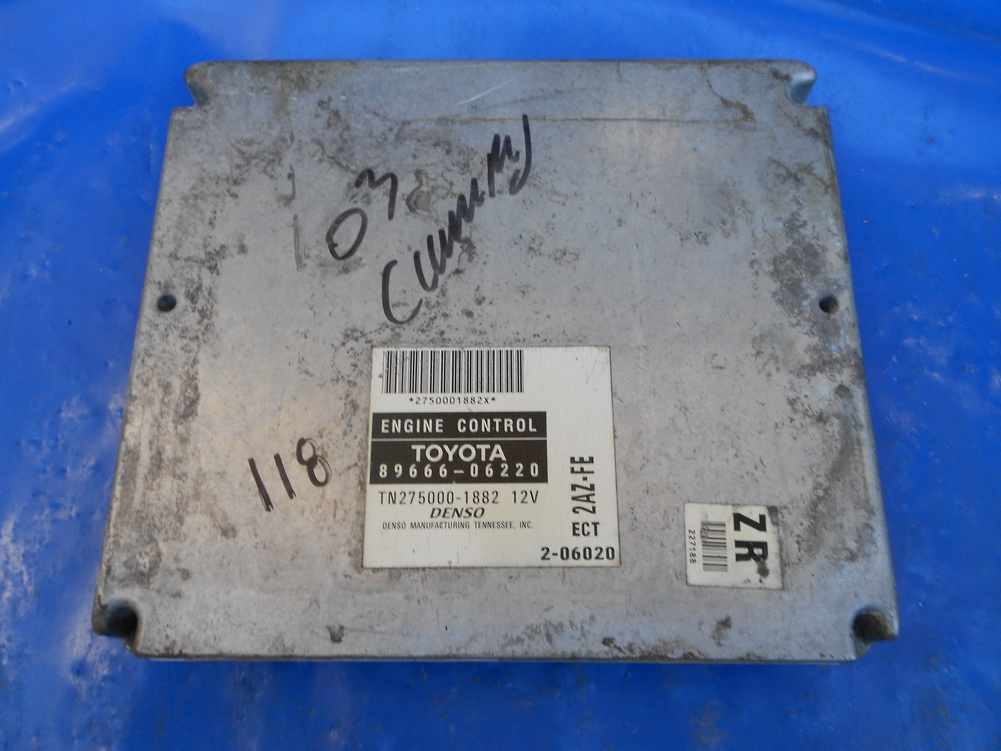 03
118
*2750001882X*
ENGINE CONTROL
TOYOTA
89666-06220
TN275000-1882 12V
DENSO
DENSO MANUFACTURING TENNESSEE, INC.
2AZ-FE
ECT
2-06020
ZR
227188